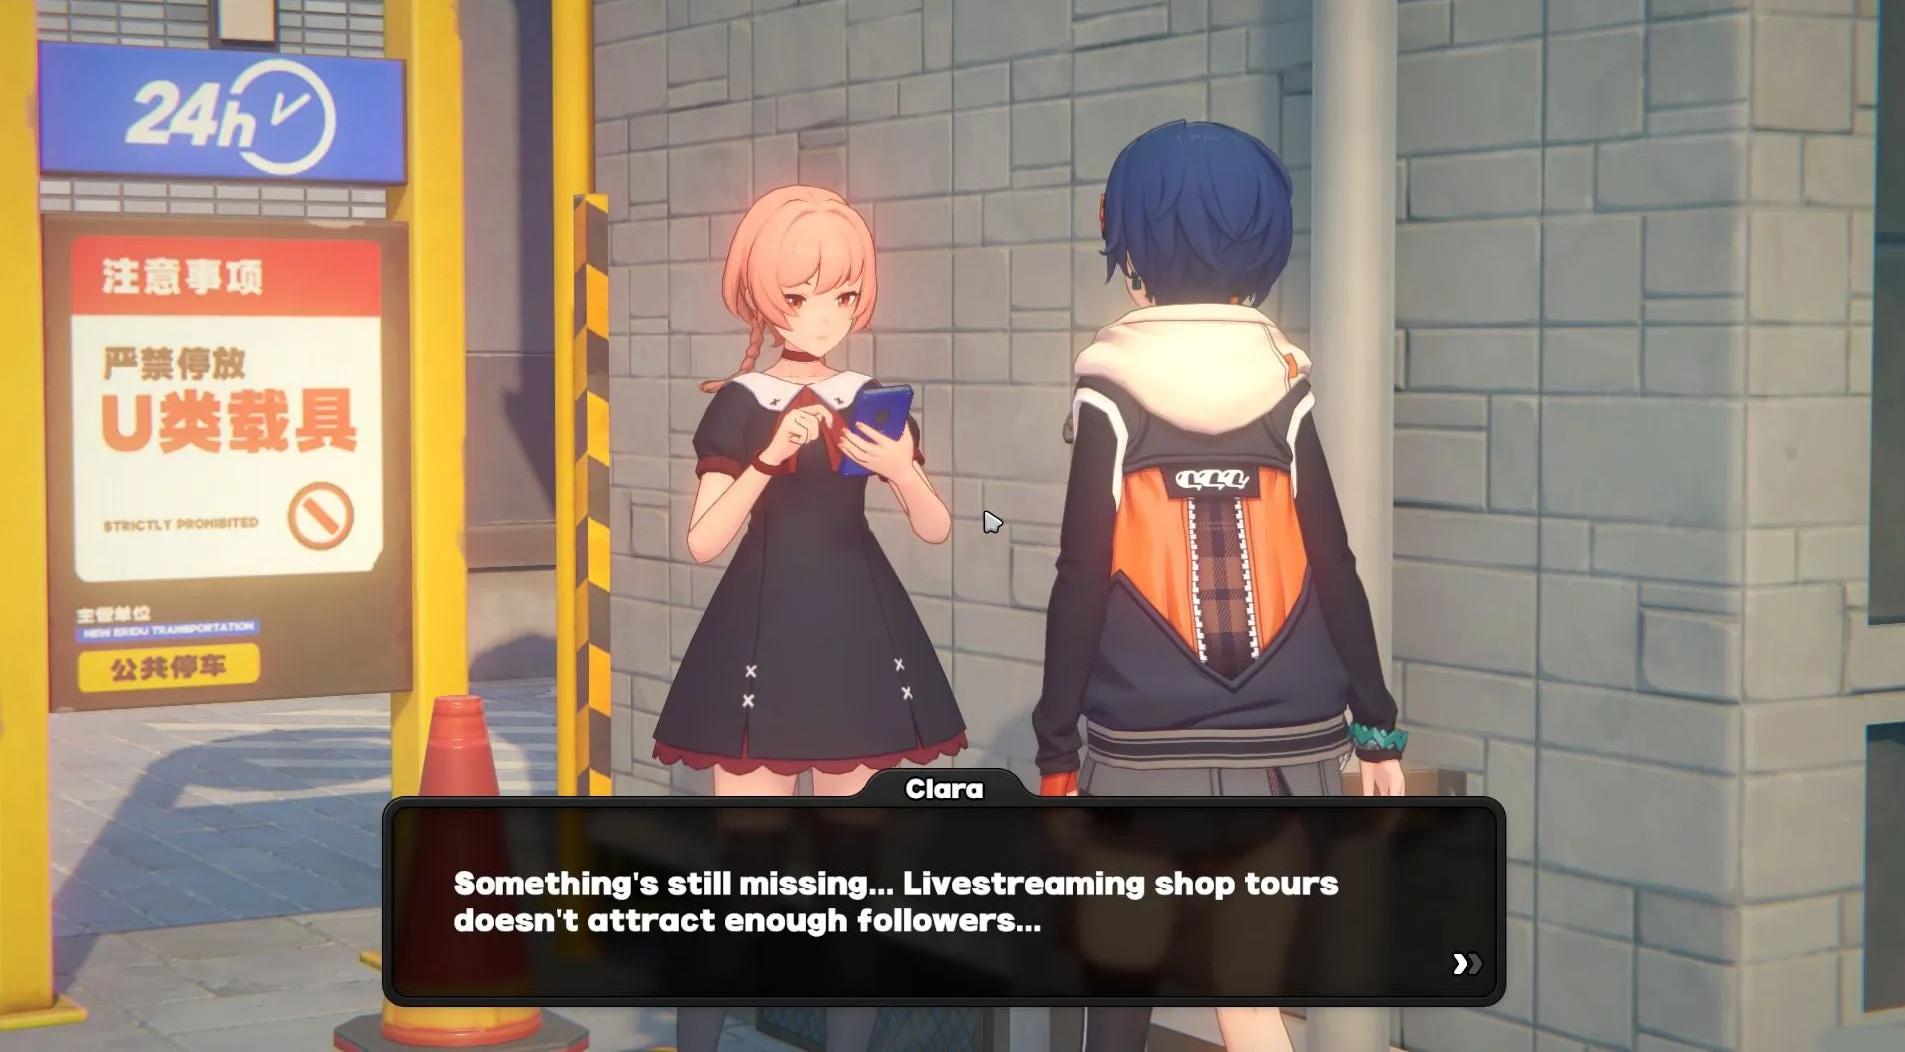 24h
注意事项
严禁停放
U类载具
STRICTLY PROHIBITED
主管单位
NEW ERIDU TRANSPORTATION
公共停车
Clara
Something's still missing... Livestreaming shop tours
doesn't attract enough followers...